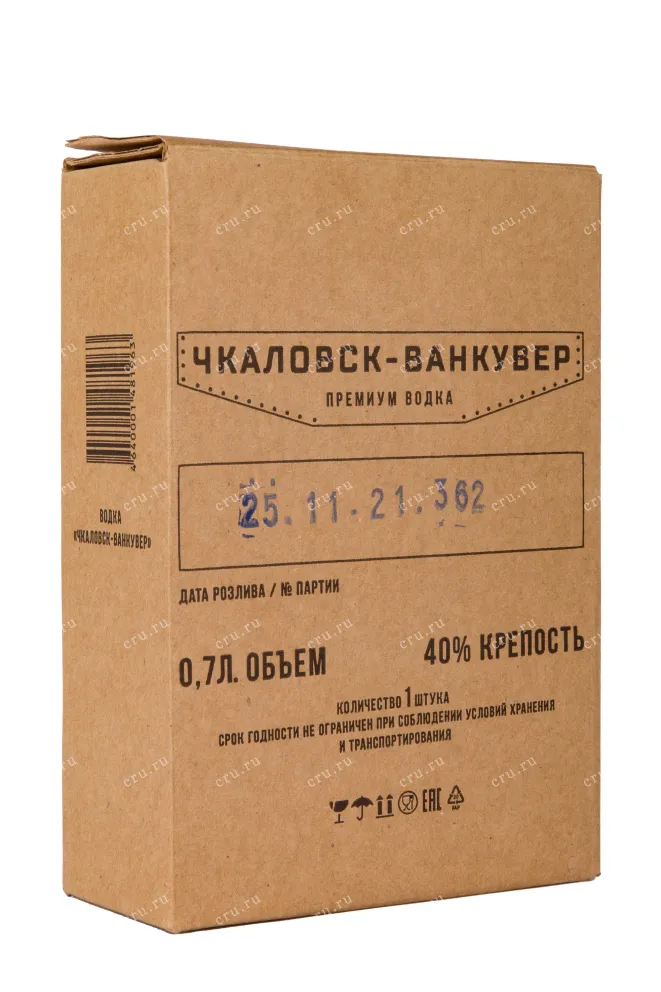 ЧКАЛОВСК-ВАНКУВЕР
ПРЕМИУМ ВОДКА
25.11.21.362
ДАТА РОЗЛИВА / № ПАРТИИ
0,7Л. ОБЪЕМ
40% КРЕПОСТЬ
КОЛИЧЕСТВО 1 ШТУКА
СРОК ГОДНОСТИ НЕ ОГРАНИЧЕН ПРИ СОБЛЮДЕНИИ УСЛОВИЙ ХРАНЕНИЯ
И ТРАНСПОРТИРОВАНИЯ
EAC
PAP
ВОДКА
«ЧКАЛОВСК-ВАНКУВЕР»
cru.ru